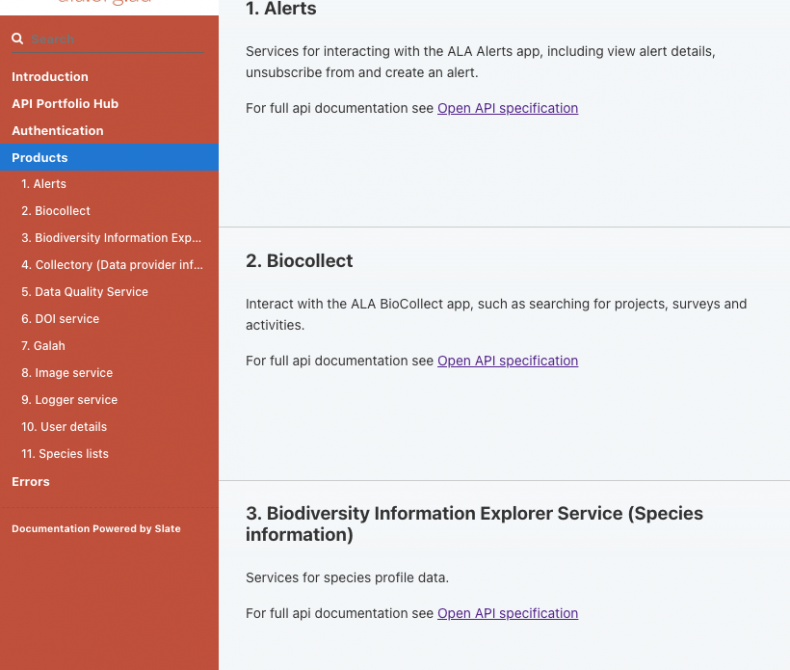 Search
Introduction
API Portfolio Hub
Authentication
Products
1. Alerts
2. Biocollect
3. Biodiversity Information Exp...
4. Collectory (Data provider inf...
5. Data Quality Service
6. DOI service
7. Galah
8. Image service
9. Logger service
10. User details
11. Species lists
Errors
Documentation Powered by Slate
1. Alerts
Services for interacting with the ALA Alerts app, including view alert details,
unsubscribe from and create an alert.
For full api documentation see Open API specification
2. Biocollect
Interact with the ALA BioCollect app, such as searching for projects, surveys and
activities.
For full api documentation see Open API specification
3. Biodiversity Information Explorer Service (Species
information)
Services for species profile data.
For full api documentation see Open API specification